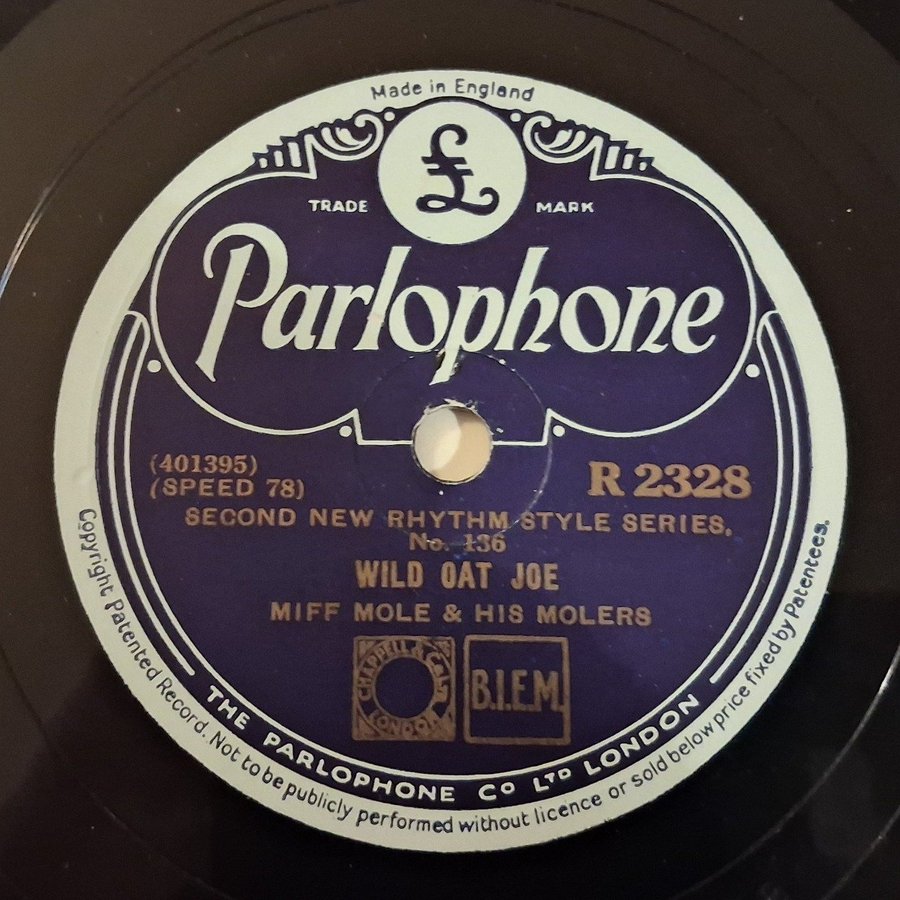 Made in England
£
TRADE MARK
Parlophone
(401395)
(SPEED 78)
R 2328
SECOND NEW RHYTHM STYLE SERIES.
No. 136
WILD OAT JOE
MIFF MOLE & HIS MOLERS
CHAPPELL & Co Ltd LONDON
B.I.E.M.
THE PARLOPHONE Co LTD LONDON
Copyright Patented Record. Not to be publicly performed without licence or sold below price fixed by Patentees.